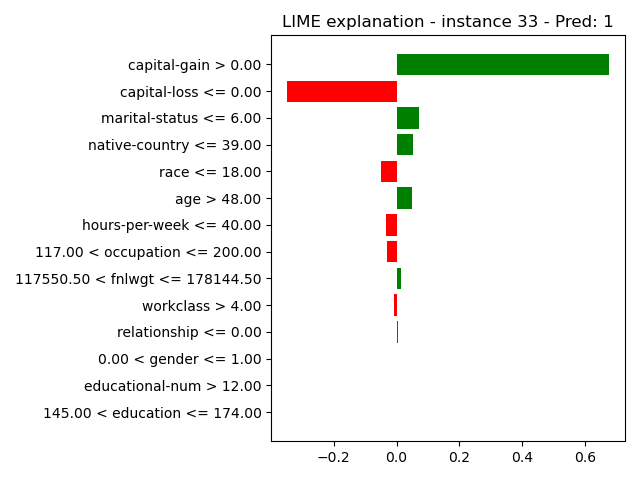 LIME explanation - instance 33 - Pred: 1
capital-gain > 0.00
capital-loss <= 0.00
marital-status <= 6.00
native-country <= 39.00
race <= 18.00
age > 48.00
hours-per-week <= 40.00
117.00 < occupation <= 200.00
117550.50 < fnlwgt <= 178144.50
workclass > 4.00
relationship <= 0.00
0.00 < gender <= 1.00
educational-num > 12.00
145.00 < education <= 174.00
−0.2 0.0 0.2 0.4 0.6